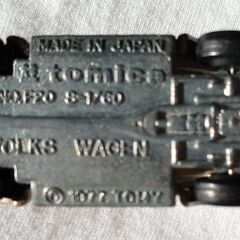 MADE IN JAPAN
tomica
NO.F20 S=1/60
VOLKS WAGEN
© 1977 TOMY